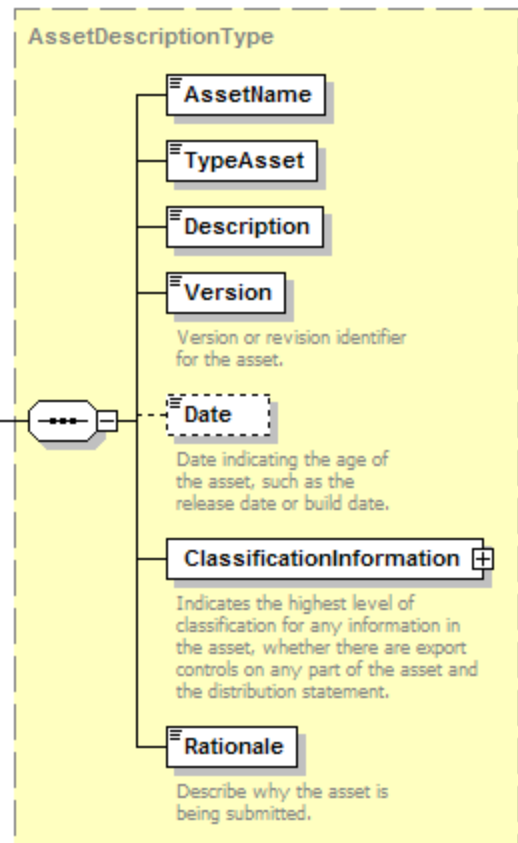 AssetDescriptionType
AssetName
TypeAsset
Description
Version
Version or revision identifier
for the asset.
Date
Date indicating the age of
the asset, such as the
release date or build date.
ClassificationInformation
Indicates the highest level of
classification for any information in
the asset, whether there are export
controls on any part of the asset and
the distribution statement.
Rationale
Describe why the asset is
being submitted.